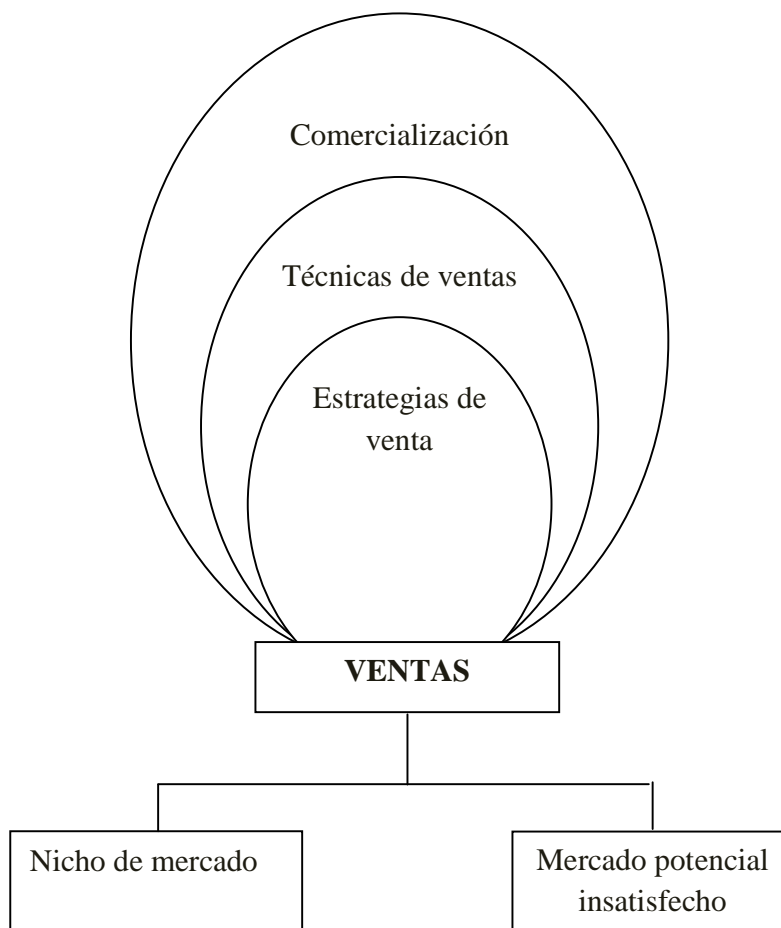 Comercialización
Técnicas de ventas
Estrategias de
venta
VENTAS
Nicho de mercado
Mercado potencial
insatisfecho